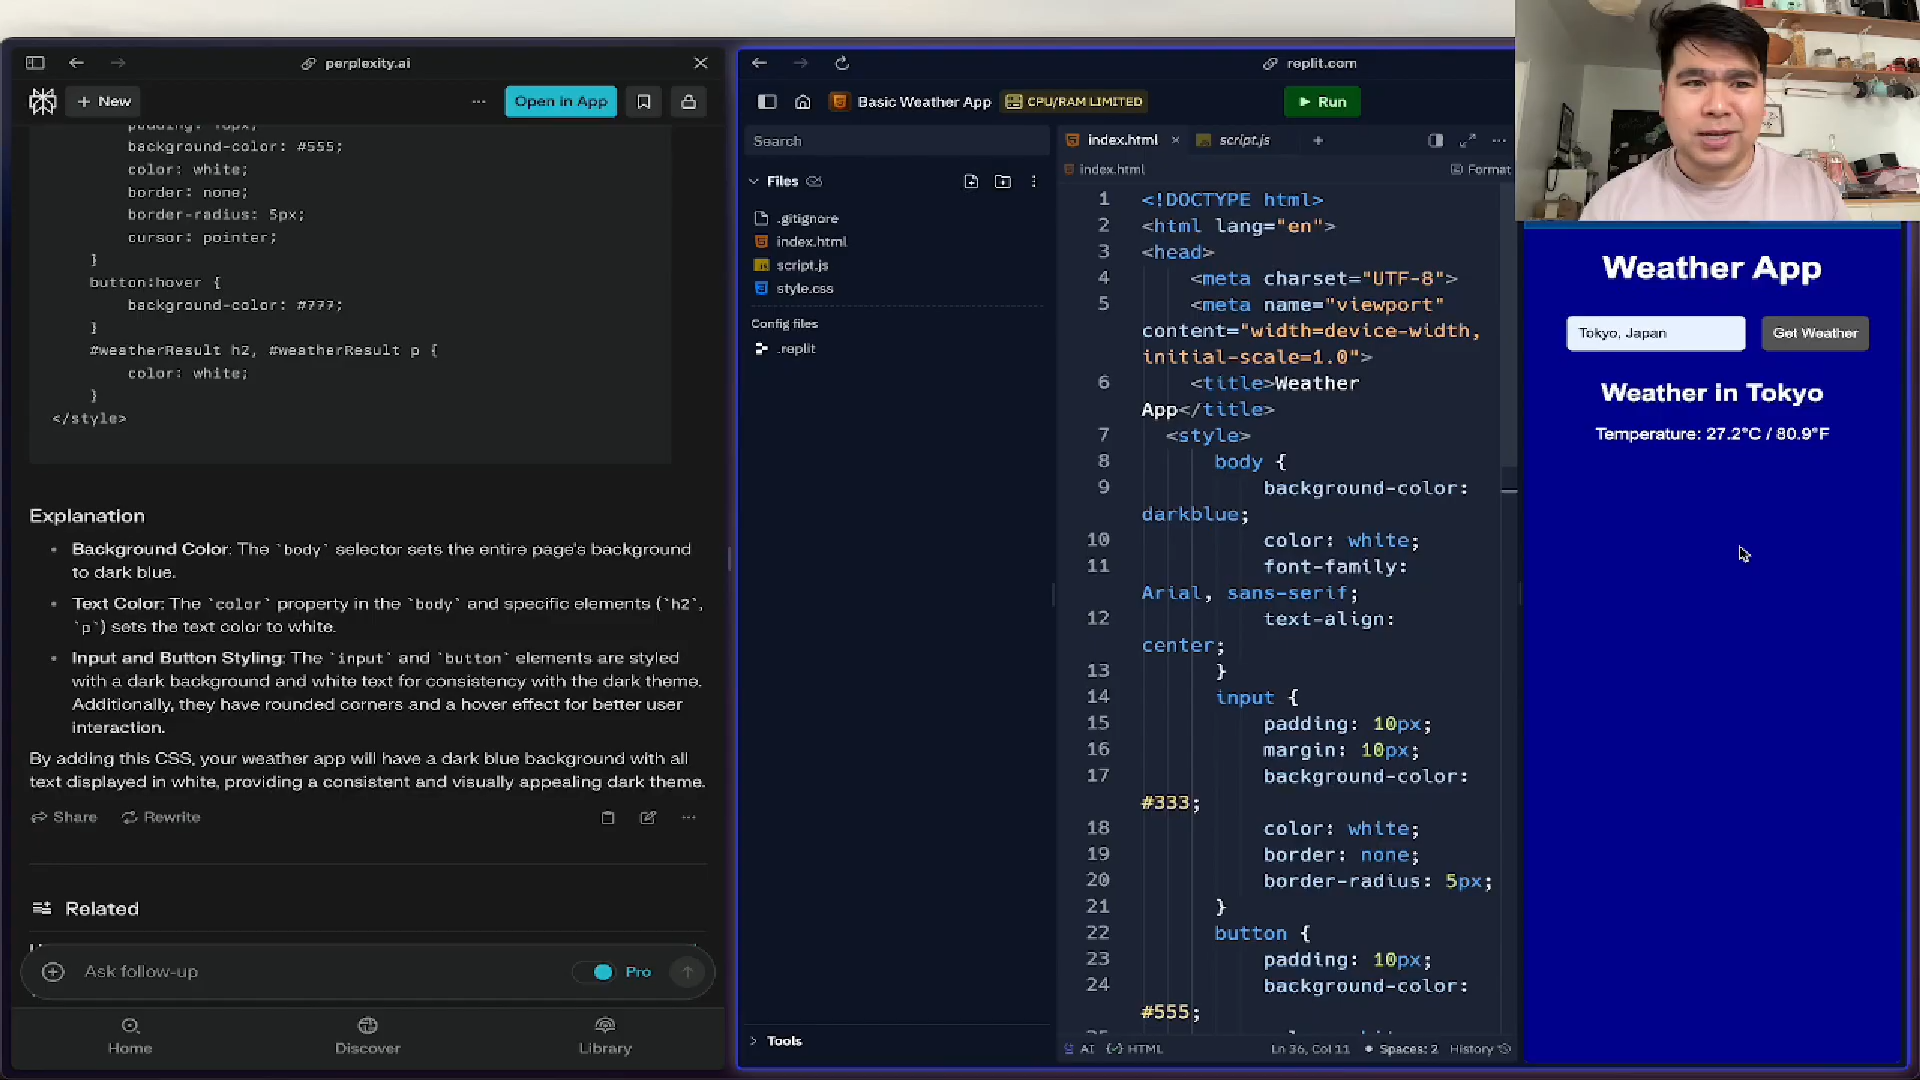 perplexity.ai
New
Open in App
padding: 10px;
background-color: #555;
color: white;
border: none;
border-radius: 5px;
cursor: pointer;
}
button:hover {
background-color: #777;
}
#weatherResult h2, #weatherResult p {
color: white;
}
</style>
Explanation
• Background Color: The `body` selector sets the entire page's background
to dark blue.
• Text Color: The `color` property in the `body` and specific elements (`h2`,
`p`) sets the text color to white.
• Input and Button Styling: The `input` and `button` elements are styled
with a dark background and white text for consistency with the dark theme.
Additionally, they have rounded corners and a hover effect for better user
interaction.
By adding this CSS, your weather app will have a dark blue background with all
text displayed in white, providing a consistent and visually appealing dark theme.
Share
Rewrite
Related
Ask follow-up
Pro
Home
Discover
Library
replit.com
Basic Weather App
CPU/RAM LIMITED
Run
Search
Files
.gitignore
index.html
script.js
style.css
Config files
.replit
Tools
index.html
script.js
index.html
Format
1 <!DOCTYPE html>
2 <html lang="en">
3 <head>
4 <meta charset="UTF-8">
5 <meta name="viewport"
content="width=device-width,
initial-scale=1.0">
6 <title>Weather
App</title>
7 <style>
8 body {
9 background-color:
darkblue;
10 color: white;
11 font-family:
Arial, sans-serif;
12 text-align:
center;
13 }
14 input {
15 padding: 10px;
16 margin: 10px;
17 background-color:
#333;
18 color: white;
19 border: none;
20 border-radius: 5px;
21 }
22 button {
23 padding: 10px;
24 background-color:
#555;
AI
HTML
Ln 36, Col 11
Spaces: 2
History
Weather App
Tokyo, Japan
Get Weather
Weather in Tokyo
Temperature: 27.2°C / 80.9°F